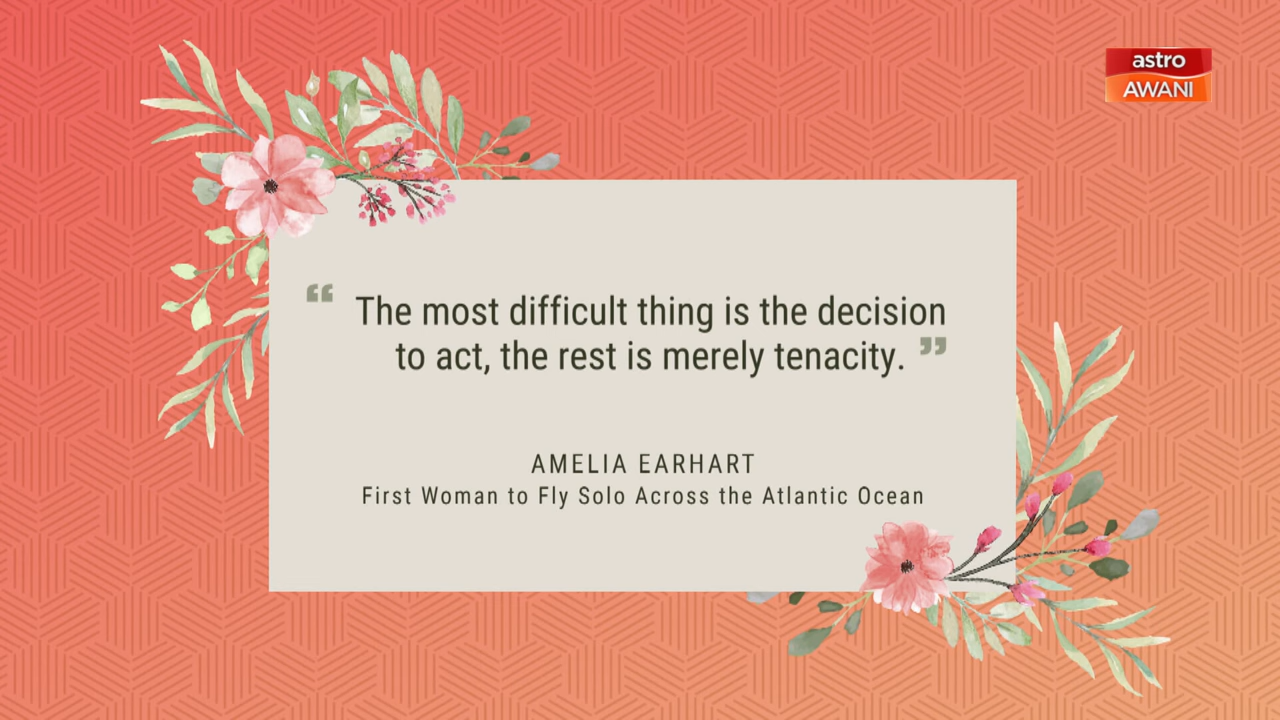 astro
AWANI
“ The most difficult thing is the decision
to act, the rest is merely tenacity. ”
AMELIA EARHART
First Woman to Fly Solo Across the Atlantic Ocean